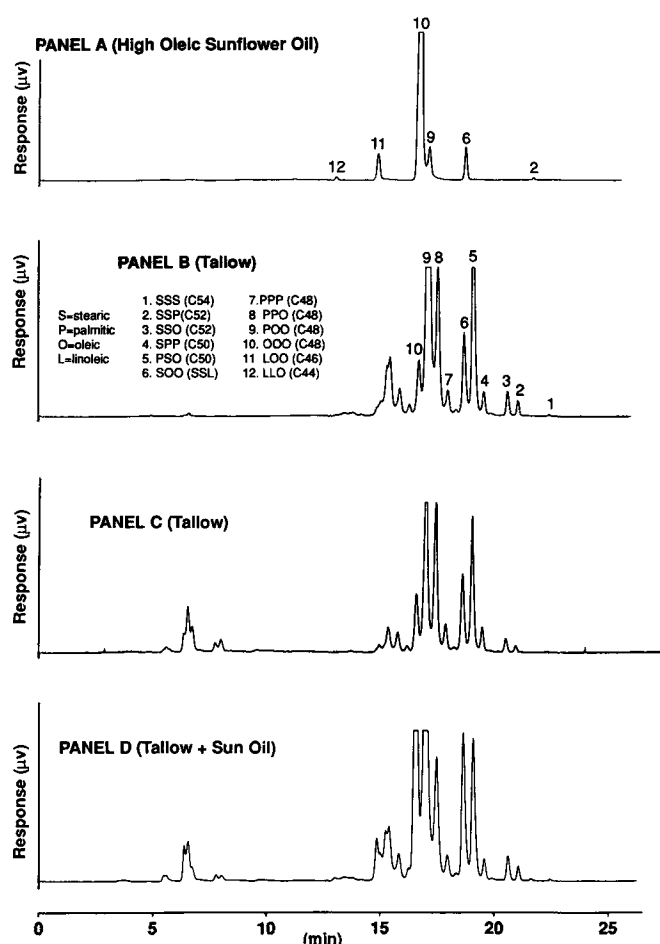 PANEL A (High Oleic Sunflower Oil)
Response (μv)
12
11
10
9
6
2
PANEL B (Tallow)
Response (μv)
S=stearic
P=palmitic
O=oleic
L=linoleic
1. SSS (C54)
2. SSP(C52)
3. SSO (C52)
4. SPP (C50)
5. PSO (C50)
6. SOO (SSL)
7.PPP (C48)
8 PPO (C48)
9. POO (C48)
10. OOO (C48)
11 LOO (C46)
12. LLO (C44)
10
9
8
7
6
5
4
3
2
1
PANEL C (Tallow)
Response (μv)
PANEL D (Tallow + Sun Oil)
Response (μv)
0 5 10 15 20 25
(min)